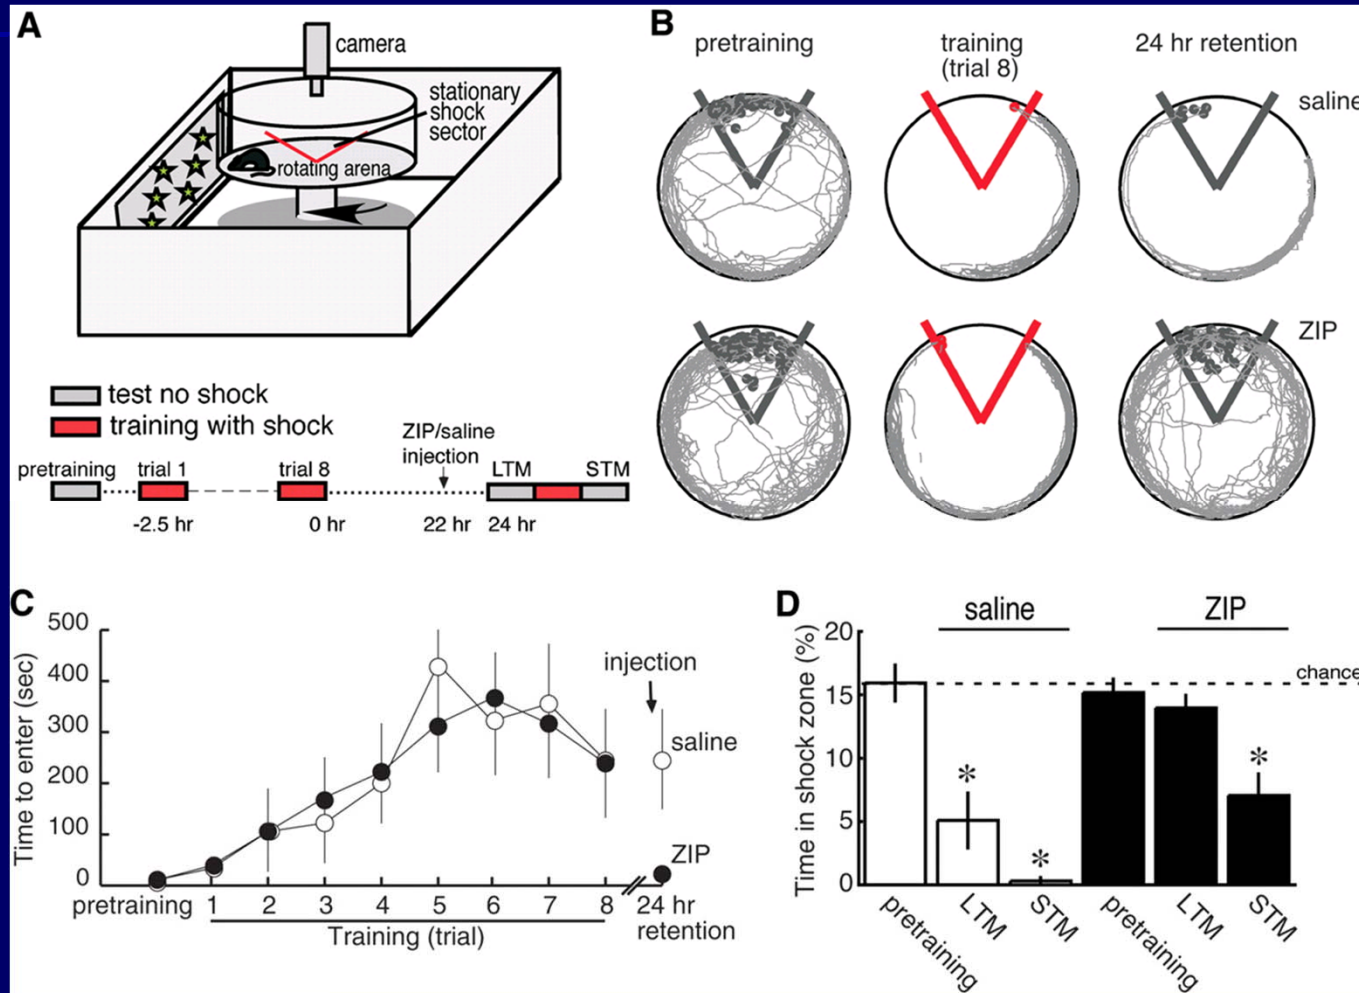 A
camera
stationary
shock
sector
rotating arena
test no shock
training with shock
pretraining
trial 1
trial 8
ZIP/saline
injection
LTM
STM
-2.5 hr
0 hr
22 hr
24 hr
B
pretraining
training
(trial 8)
24 hr retention
saline
ZIP
C
Time to enter (sec)
500
400
300
200
100
0
injection
saline
ZIP
pretraining
1
2
3
4
5
6
7
8
24 hr
retention
Training (trial)
D
saline
ZIP
Time in shock zone (%)
20
15
10
5
0
chance
*
*
*
pretraining
LTM
STM
pretraining
LTM
STM